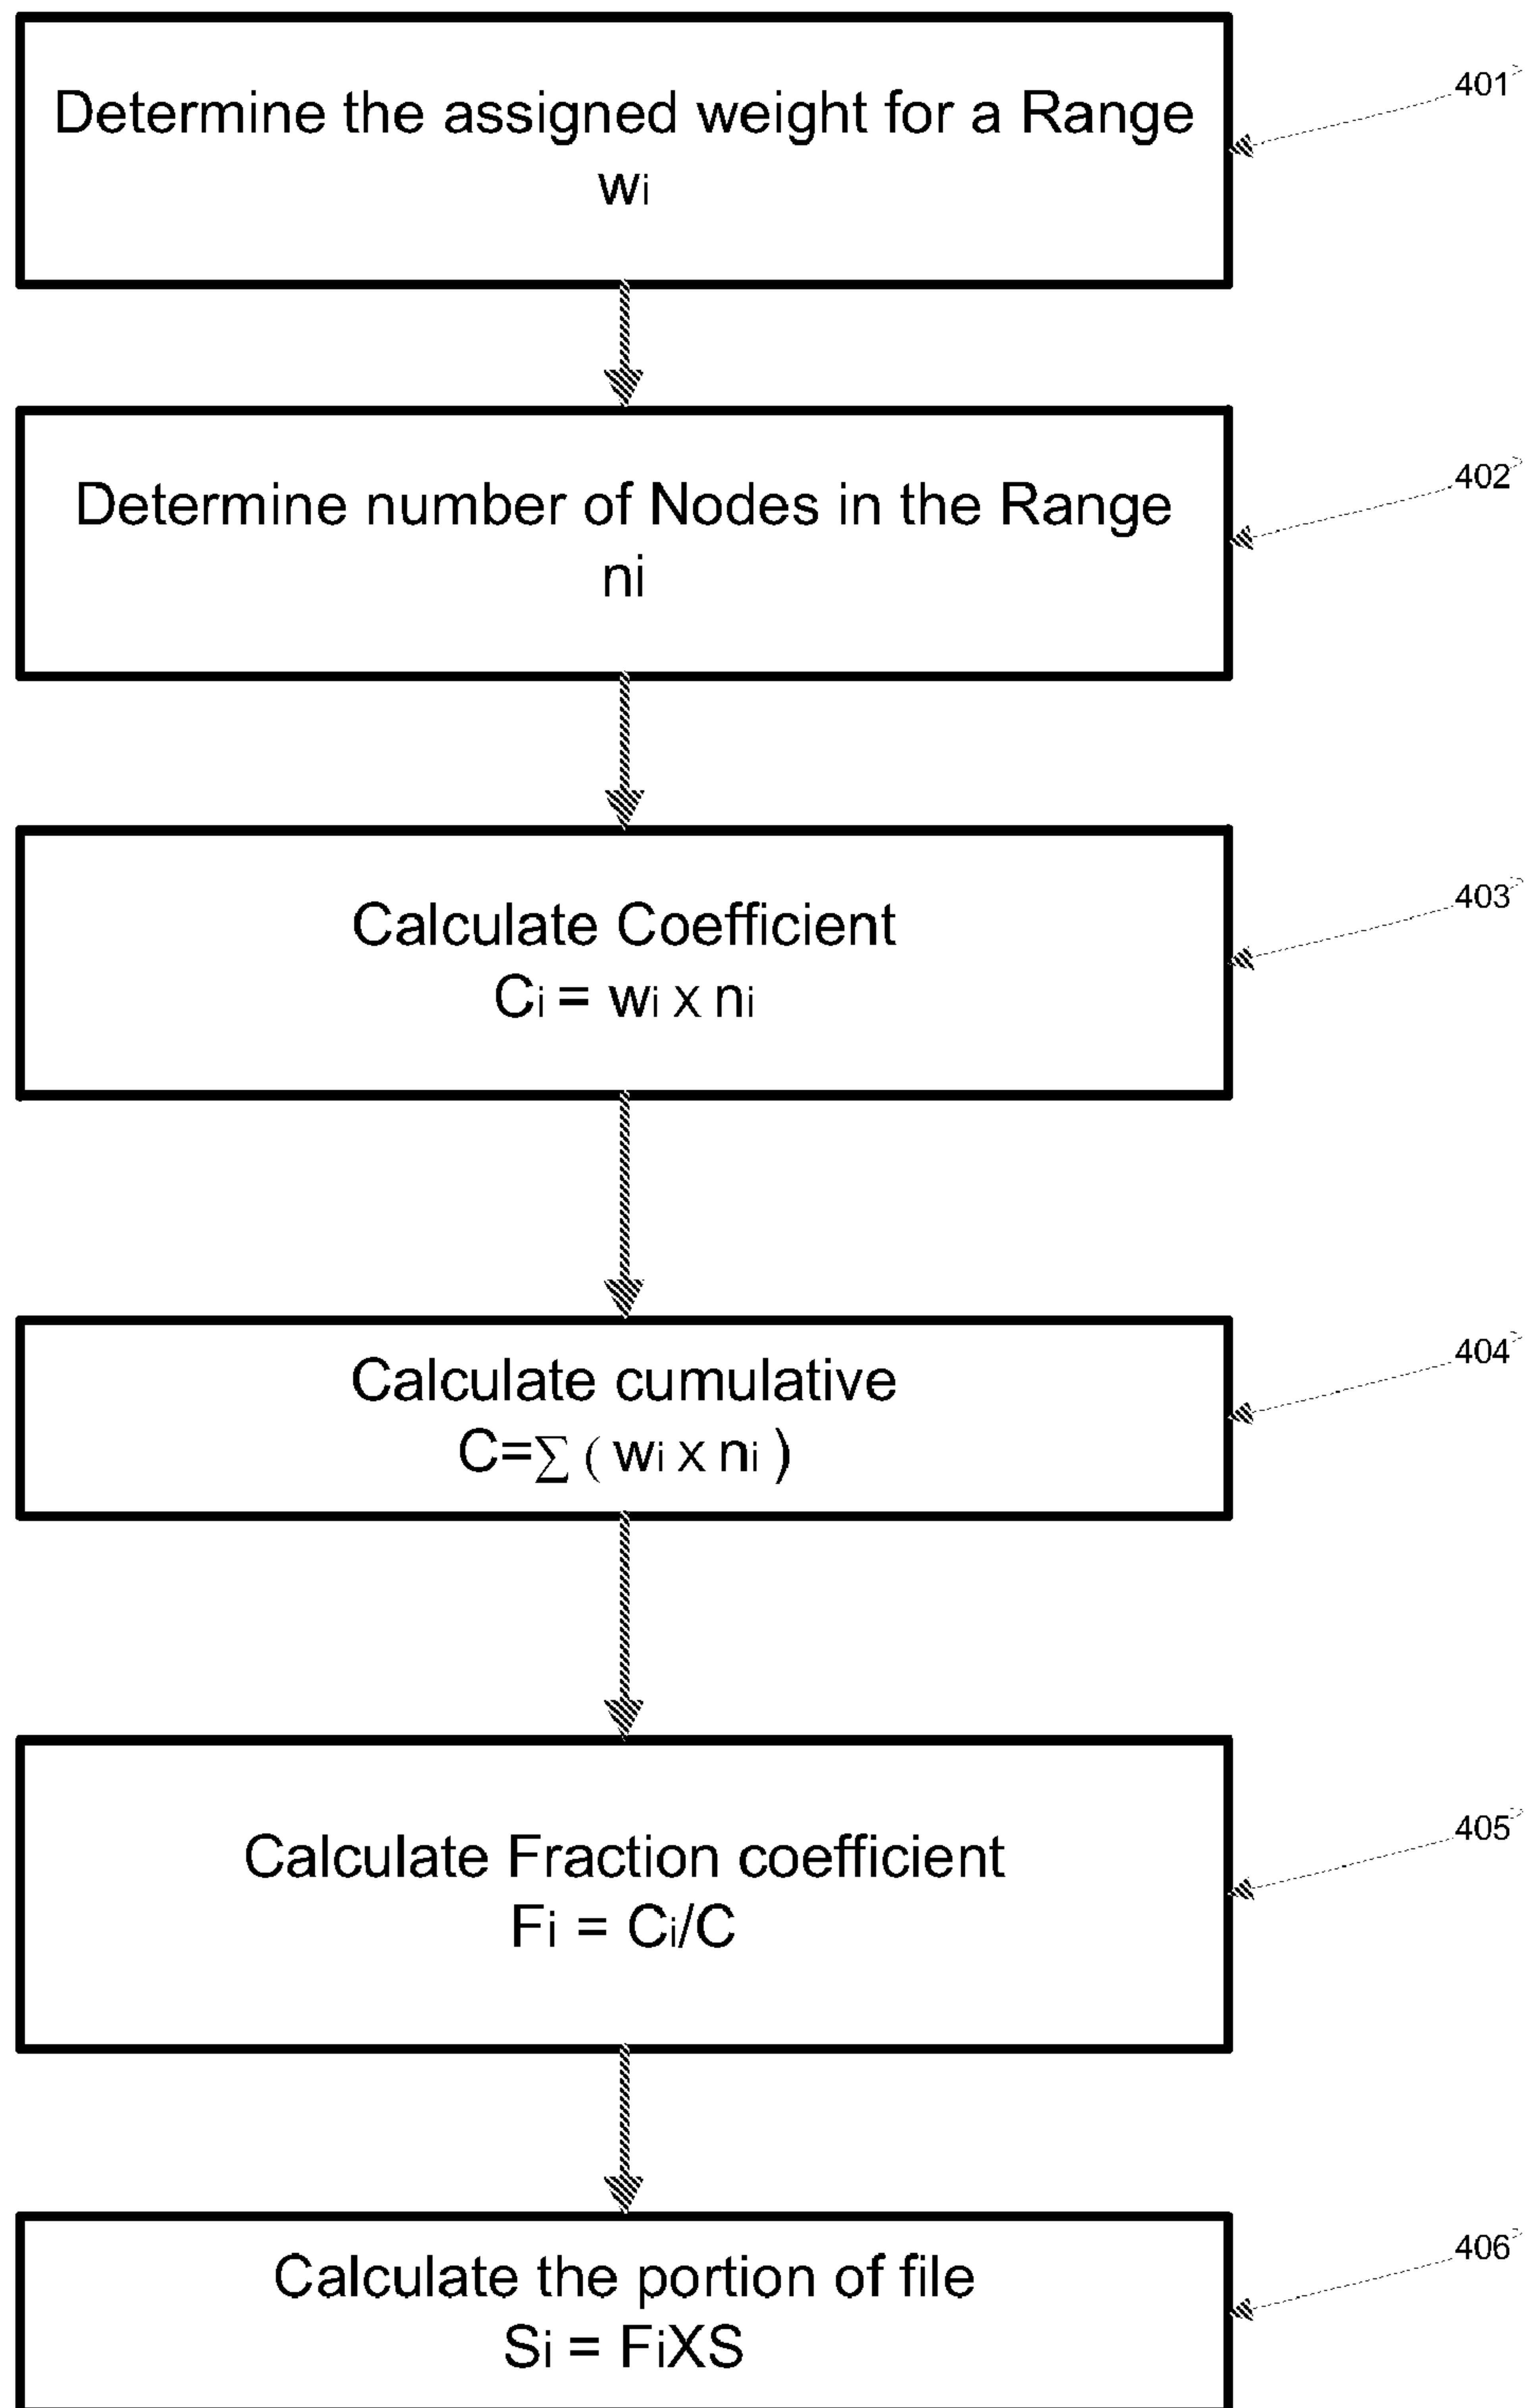 Determine the assigned weight for a Range
wi
401
Determine number of Nodes in the Range
ni
402
Calculate Coefficient
Ci = wi x ni
403
Calculate cumulative
C=∑ ( wi x ni )
404
Calculate Fraction coefficient
Fi = Ci/C
405
Calculate the portion of file
Si = FiXS
406